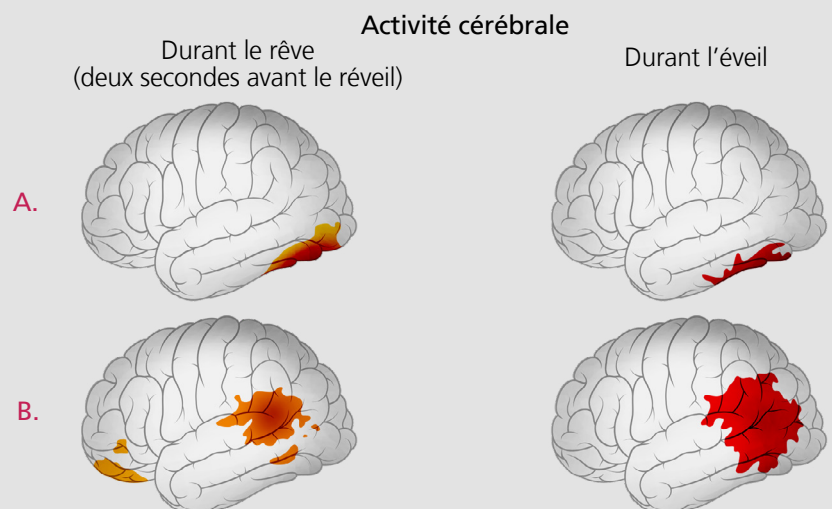 Activité cérébrale
Durant le rêve
(deux secondes avant le réveil)
Durant l'éveil
A.
B.